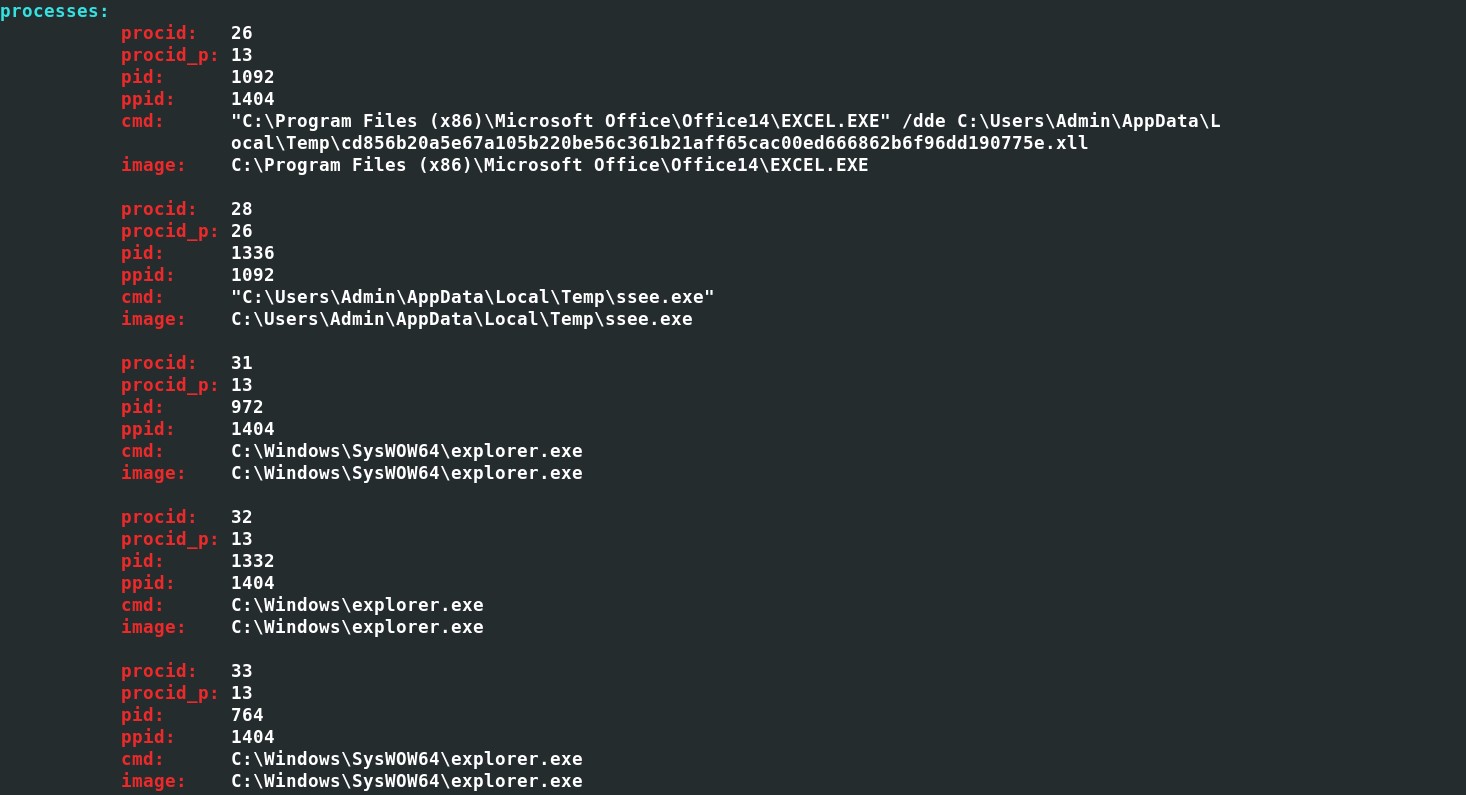 processes:
procid: 26
procid_p: 13
pid: 1092
ppid: 1404
cmd: "C:\Program Files (x86)\Microsoft Office\Office14\EXCEL.EXE" /dde C:\Users\Admin\AppData\L
ocal\Temp\cd856b20a5e67a105b220be56c361b21aff65cac00ed666862b6f96dd190775e.xll
image: C:\Program Files (x86)\Microsoft Office\Office14\EXCEL.EXE
procid: 28
procid_p: 26
pid: 1336
ppid: 1092
cmd: "C:\Users\Admin\AppData\Local\Temp\ssee.exe"
image: C:\Users\Admin\AppData\Local\Temp\ssee.exe
procid: 31
procid_p: 13
pid: 972
ppid: 1404
cmd: C:\Windows\SysWOW64\explorer.exe
image: C:\Windows\SysWOW64\explorer.exe
procid: 32
procid_p: 13
pid: 1332
ppid: 1404
cmd: C:\Windows\explorer.exe
image: C:\Windows\explorer.exe
procid: 33
procid_p: 13
pid: 764
ppid: 1404
cmd: C:\Windows\SysWOW64\explorer.exe
image: C:\Windows\SysWOW64\explorer.exe